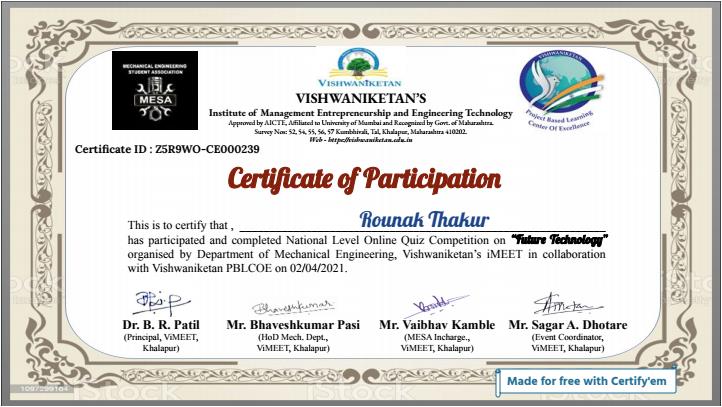 MECHANICAL ENGINEERING
STUDENT ASSOCIATION
MESA
VISHWANIKETAN
VISHWANIKETAN
Project Based Learning
Center Of Excellence
VISHWANIKETAN'S
Institute of Management Entrepreneurship and Engineering Technology
Approved by AICTE, Affiliated to University of Mumbai and Recognized by Govt. of Maharashtra.
Survey Nos: 52, 54, 55, 56, 57 Kumbhivali, Tal, Khalapur, Maharashtra 410202.
Web - https://vishwaniketan.edu.in
Certificate ID : Z5R9WO-CE000239
Certificate of Participation
This is to certify that , Rounak Thakur
has participated and completed National Level Online Quiz Competition on "Future Technology"
organised by Department of Mechanical Engineering, Vishwaniketan's iMEET in collaboration
with Vishwaniketan PBLCOE on 02/04/2021.
Bhaveshkumar
Dr. B. R. Patil Mr. Bhaveshkumar Pasi Mr. Vaibhav Kamble Mr. Sagar A. Dhotare
(Principal, ViMEET, (HoD Mech. Dept., (MESA Incharge., (Event Coordinator,
Khalapur) ViMEET, Khalapur) ViMEET, Khalapur) ViMEET, Khalapur)
iStock
1097299164
Made for free with Certify'em